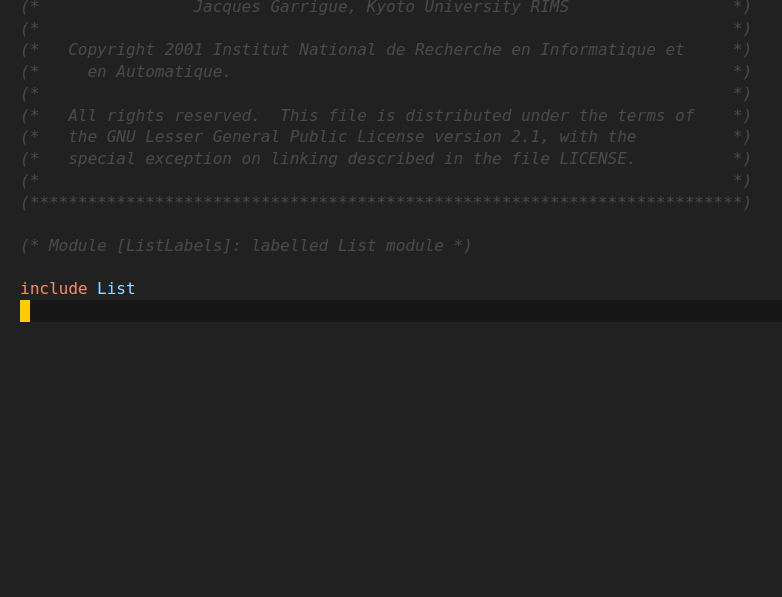 (*                Jacques Garrigue, Kyoto University RIMS                 *)
(*                                                                        *)
(*   Copyright 2001 Institut National de Recherche en Informatique et     *)
(*     en Automatique.                                                    *)
(*                                                                        *)
(*   All rights reserved.  This file is distributed under the terms of    *)
(*   the GNU Lesser General Public License version 2.1, with the          *)
(*   special exception on linking described in the file LICENSE.          *)
(*                                                                        *)
(**************************************************************************)
(* Module [ListLabels]: labelled List module *)
include List